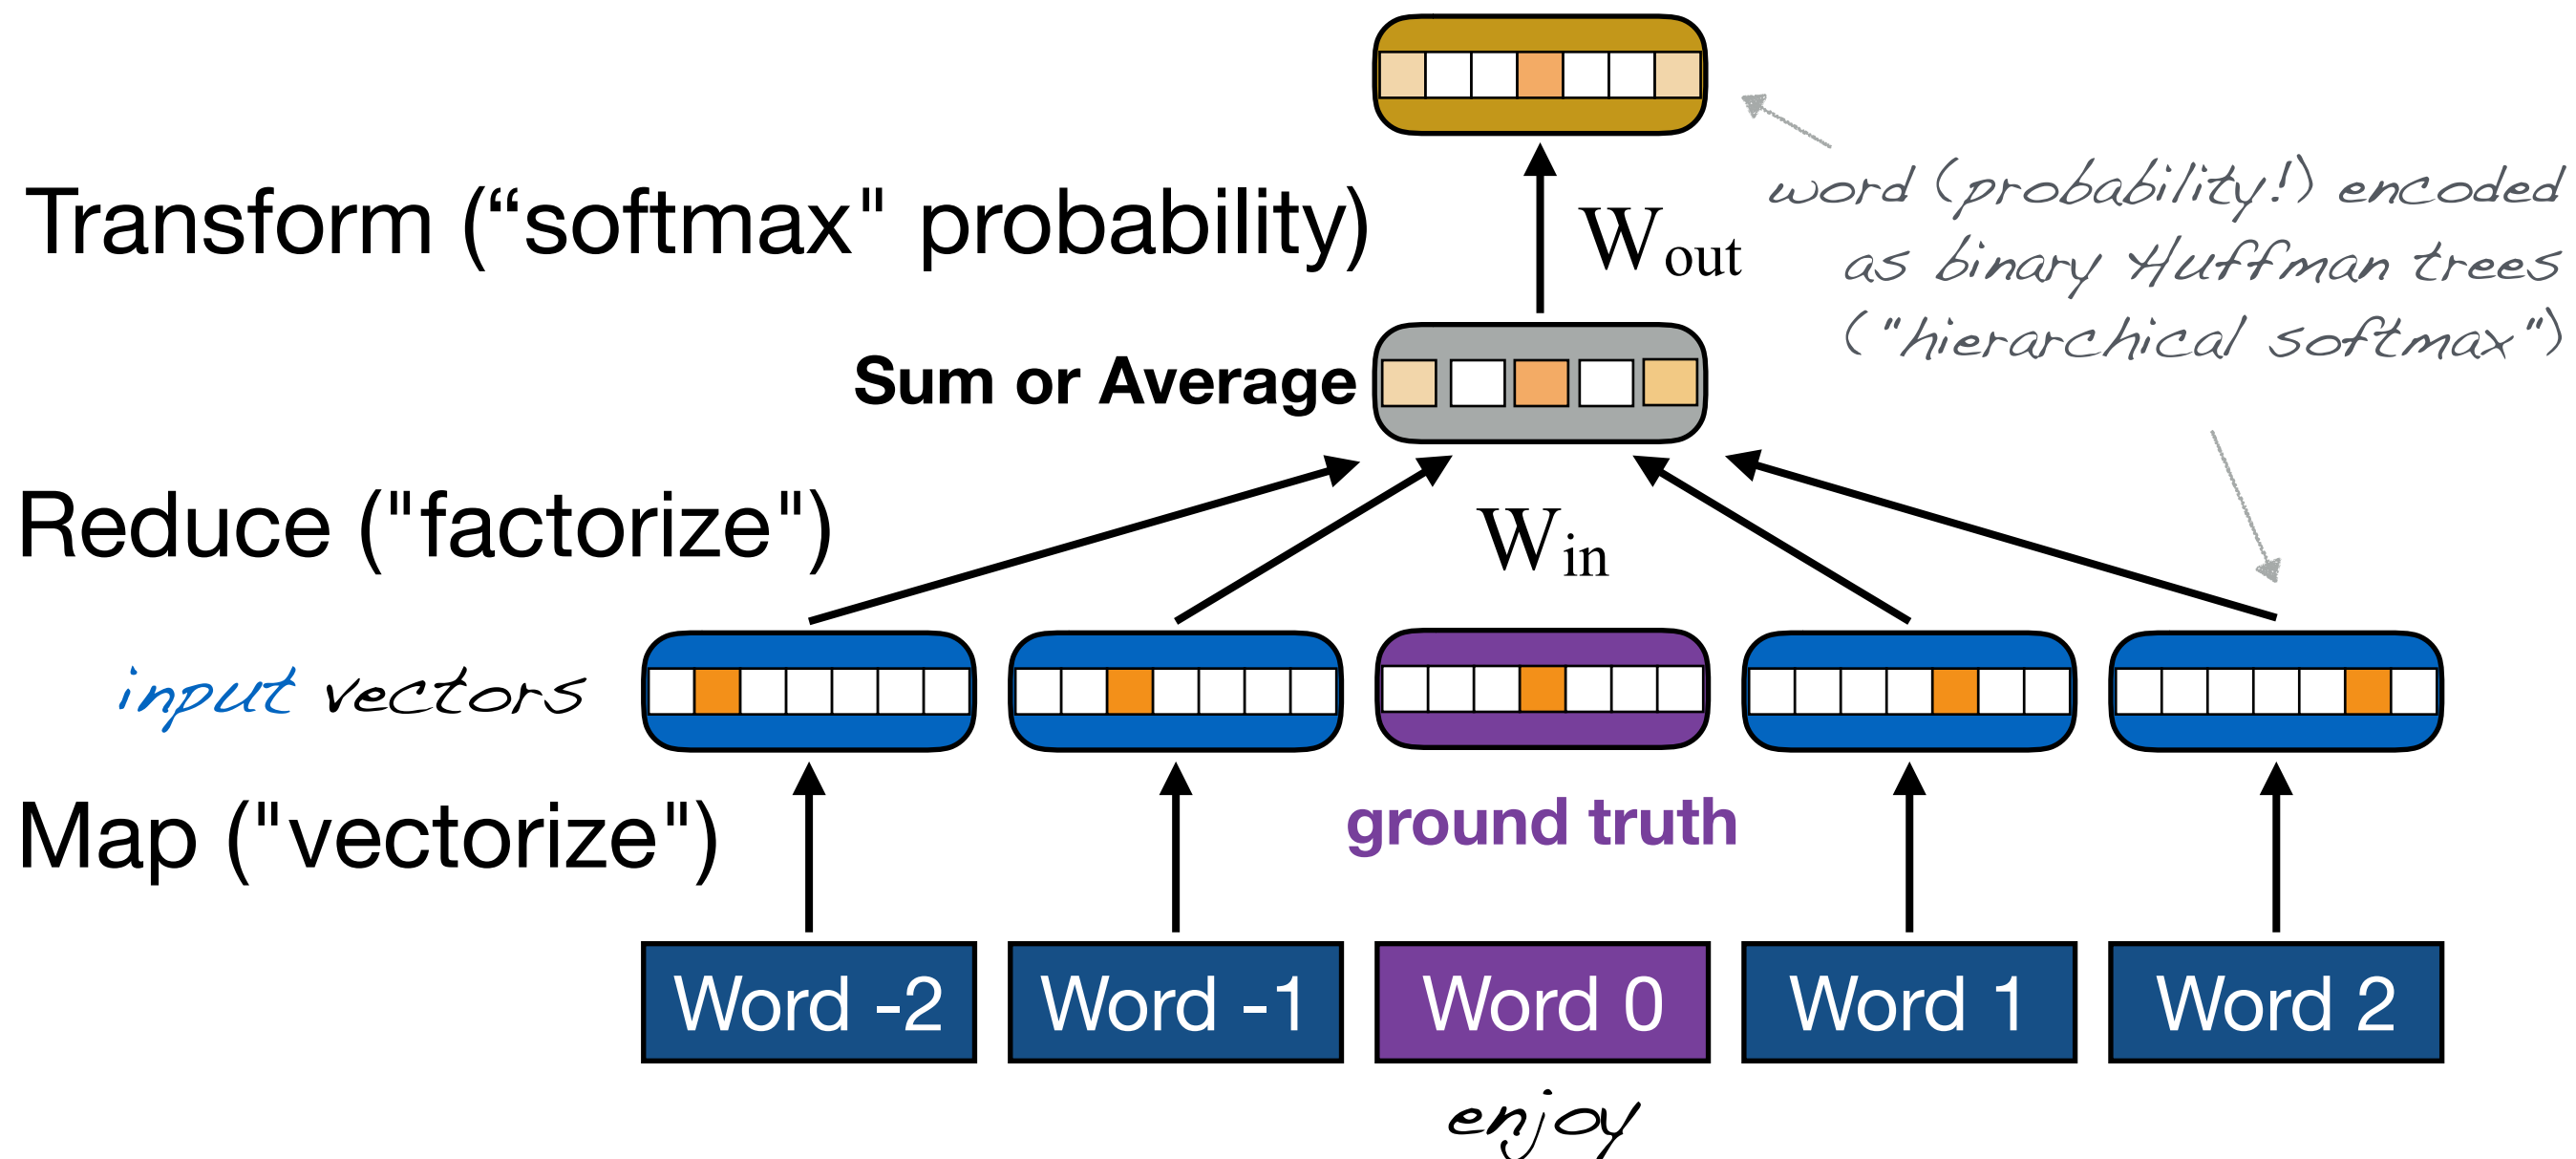 Transform (“softmax" probability)
Wout
word (probability!) encoded
as binary Huffman trees
("hierarchical softmax")
Sum or Average
Reduce ("factorize")
Win
input vectors
Map ("vectorize")
ground truth
Word -2
Word -1
Word 0
Word 1
Word 2
enjoy